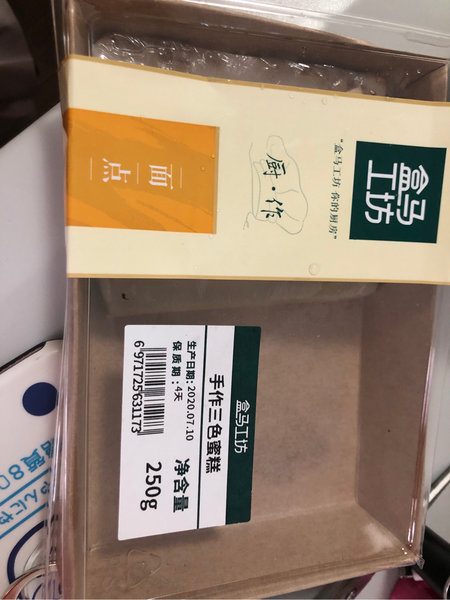 盒马
工坊
"盒马工坊 你的厨房"
厨·作
面点
盒马工坊
手作三色蜜糕
净含量
250g
生产日期: 2020.07.10
保质期: 4天
6971725631173